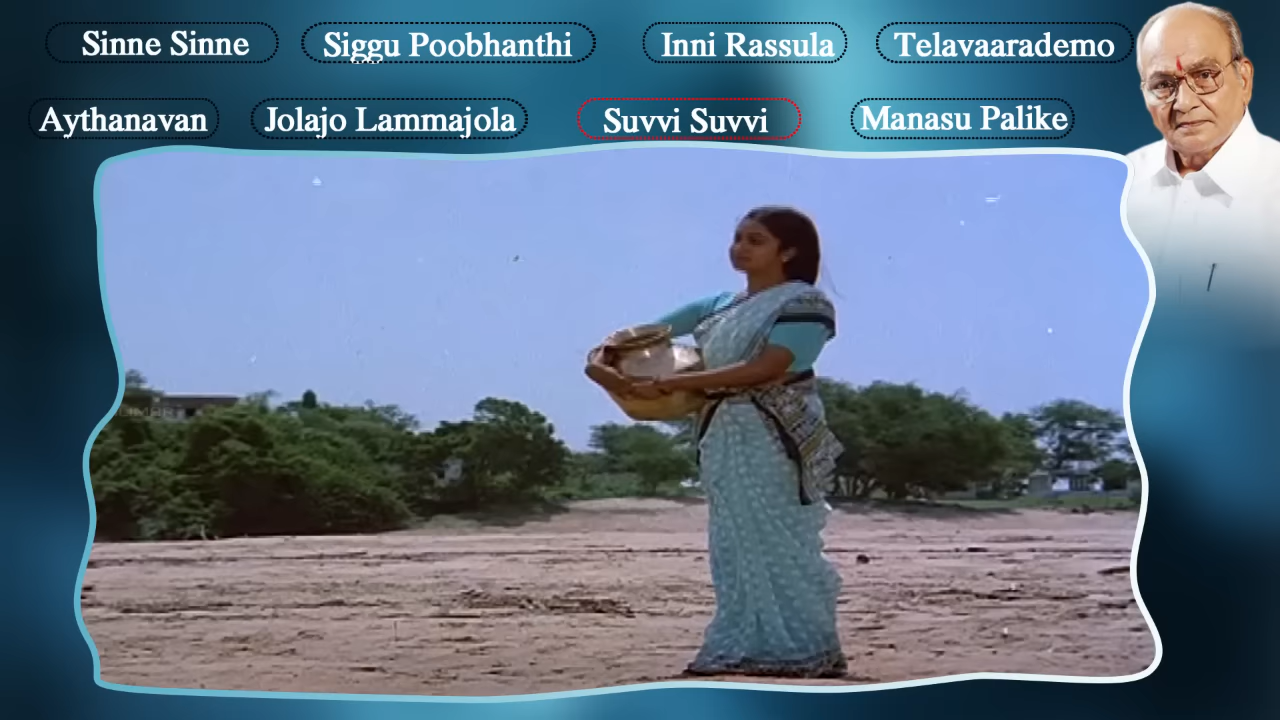 Sinne Sinne
Siggu Poobhanthi
Inni Rassula
Telavaarademo
Aythanavan
Jolajo Lammajola
Suvvi Suvvi
Manasu Palike